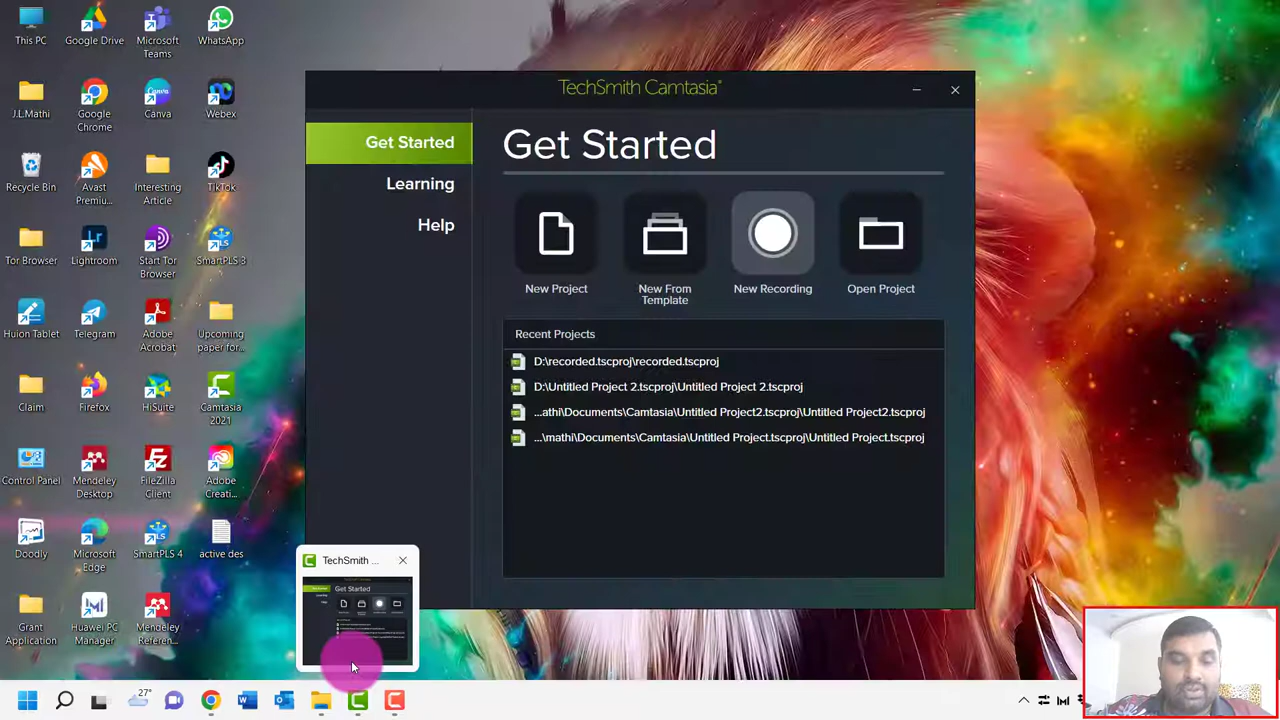 This PC
Google Drive
Microsoft
Teams
WhatsApp
J.L.Mathi
Google
Chrome
Canva
Webex
Recycle Bin
Avast
Premiu...
Interesting
Article
TikTok
Tor Browser
Lightroom
Start Tor
Browser
SmartPLS 3
Huion Tablet
Telegram
Adobe
Acrobat
Upcoming
paper for...
Claim
Firefox
HiSuite
Camtasia
2021
Control Panel
Mendeley
Desktop
FileZilla
Client
Adobe
Creati...
Doodly
Microsoft
Edge
SmartPLS 4
active des
Grant
Application
Huawei PC
Manager
Mendeley
Referen...
TechSmith Camtasia®
Get Started
Learning
Help
Get Started
New Project
New From
Template
New Recording
Open Project
Recent Projects
D:\recorded.tscproj\recorded.tscproj
D:\Untitled Project 2.tscproj\Untitled Project 2.tscproj
...athi\Documents\Camtasia\Untitled Project2.tscproj\Untitled Project2.tscproj
...\mathi\Documents\Camtasia\Untitled Project.tscproj\Untitled Project.tscproj
TechSmith ...
Get Started
27°